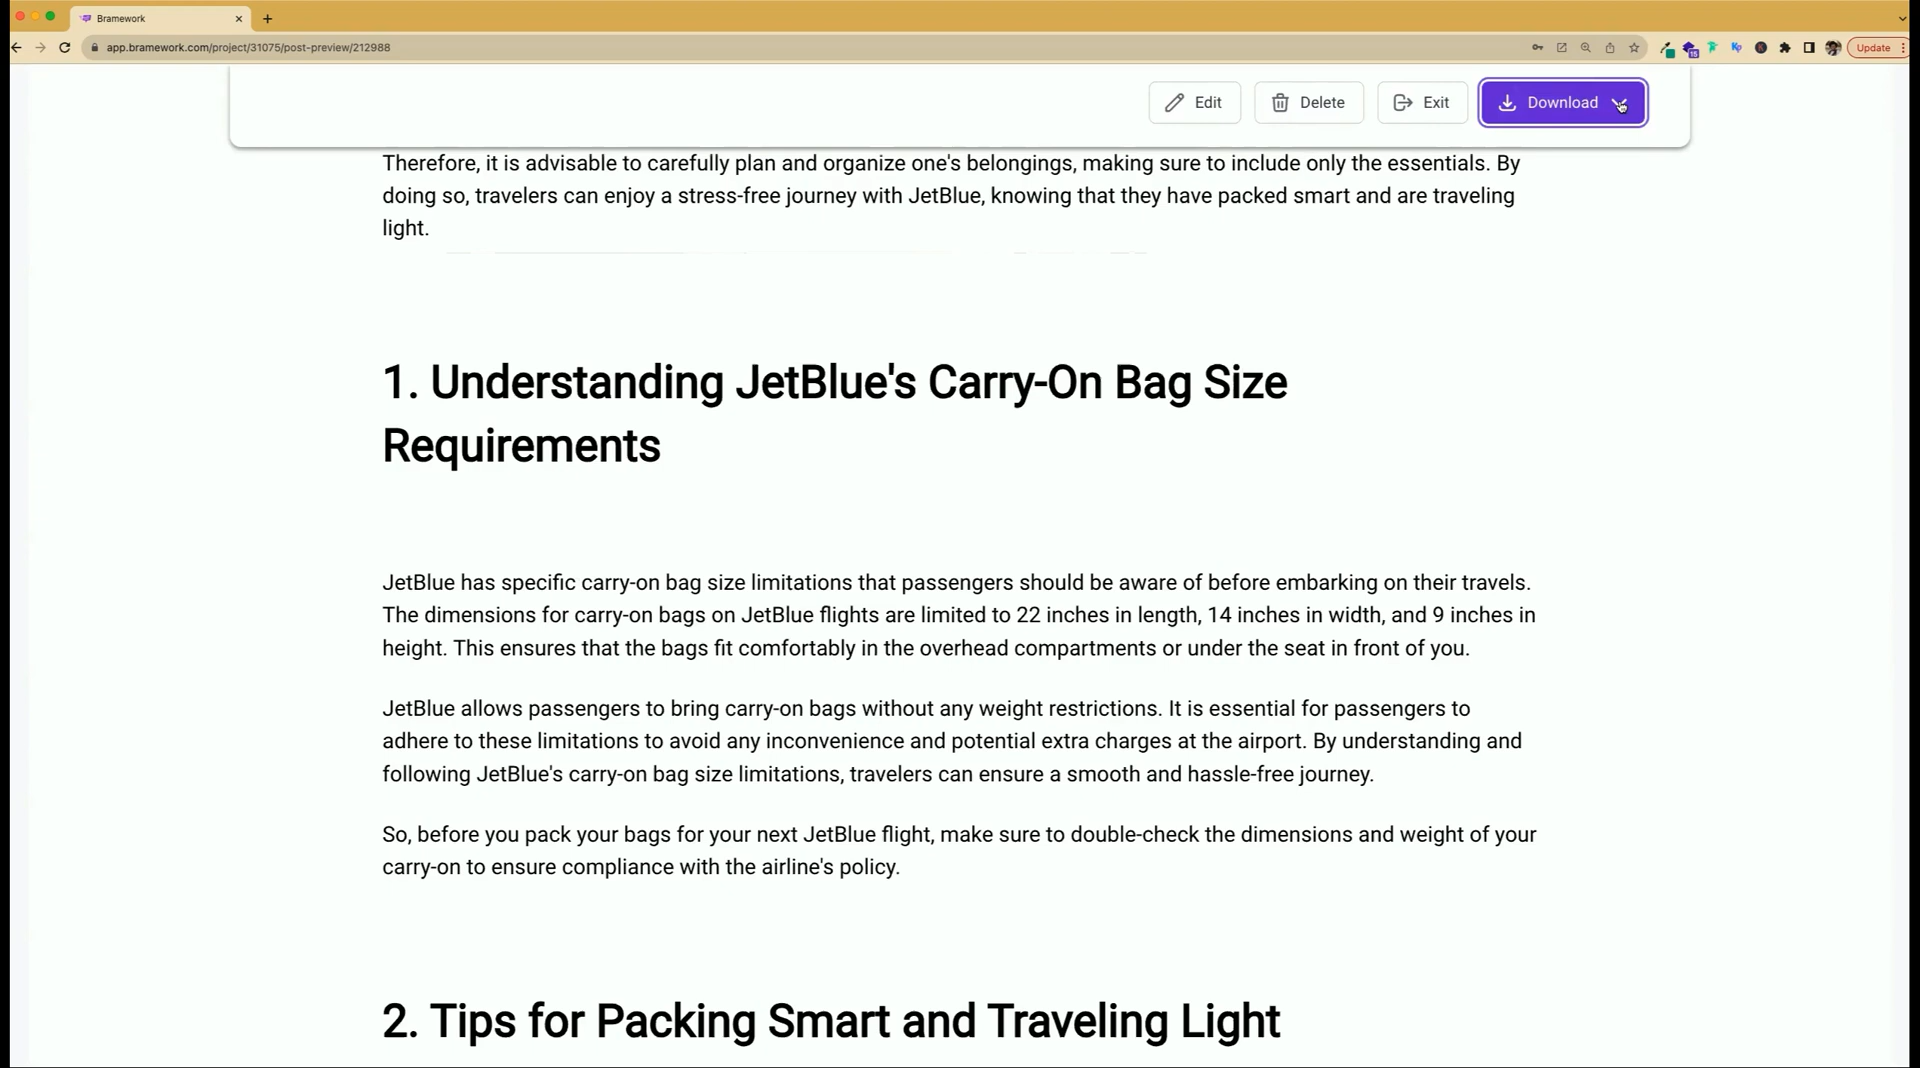 Bramework
app.bramework.com/project/31075/post-preview/212988
Update
Edit
Delete
Exit
Download
Therefore, it is advisable to carefully plan and organize one's belongings, making sure to include only the essentials. By
doing so, travelers can enjoy a stress-free journey with JetBlue, knowing that they have packed smart and are traveling
light.
1. Understanding JetBlue's Carry-On Bag Size
Requirements
JetBlue has specific carry-on bag size limitations that passengers should be aware of before embarking on their travels.
The dimensions for carry-on bags on JetBlue flights are limited to 22 inches in length, 14 inches in width, and 9 inches in
height. This ensures that the bags fit comfortably in the overhead compartments or under the seat in front of you.
JetBlue allows passengers to bring carry-on bags without any weight restrictions. It is essential for passengers to
adhere to these limitations to avoid any inconvenience and potential extra charges at the airport. By understanding and
following JetBlue's carry-on bag size limitations, travelers can ensure a smooth and hassle-free journey.
So, before you pack your bags for your next JetBlue flight, make sure to double-check the dimensions and weight of your
carry-on to ensure compliance with the airline's policy.
2. Tips for Packing Smart and Traveling Light